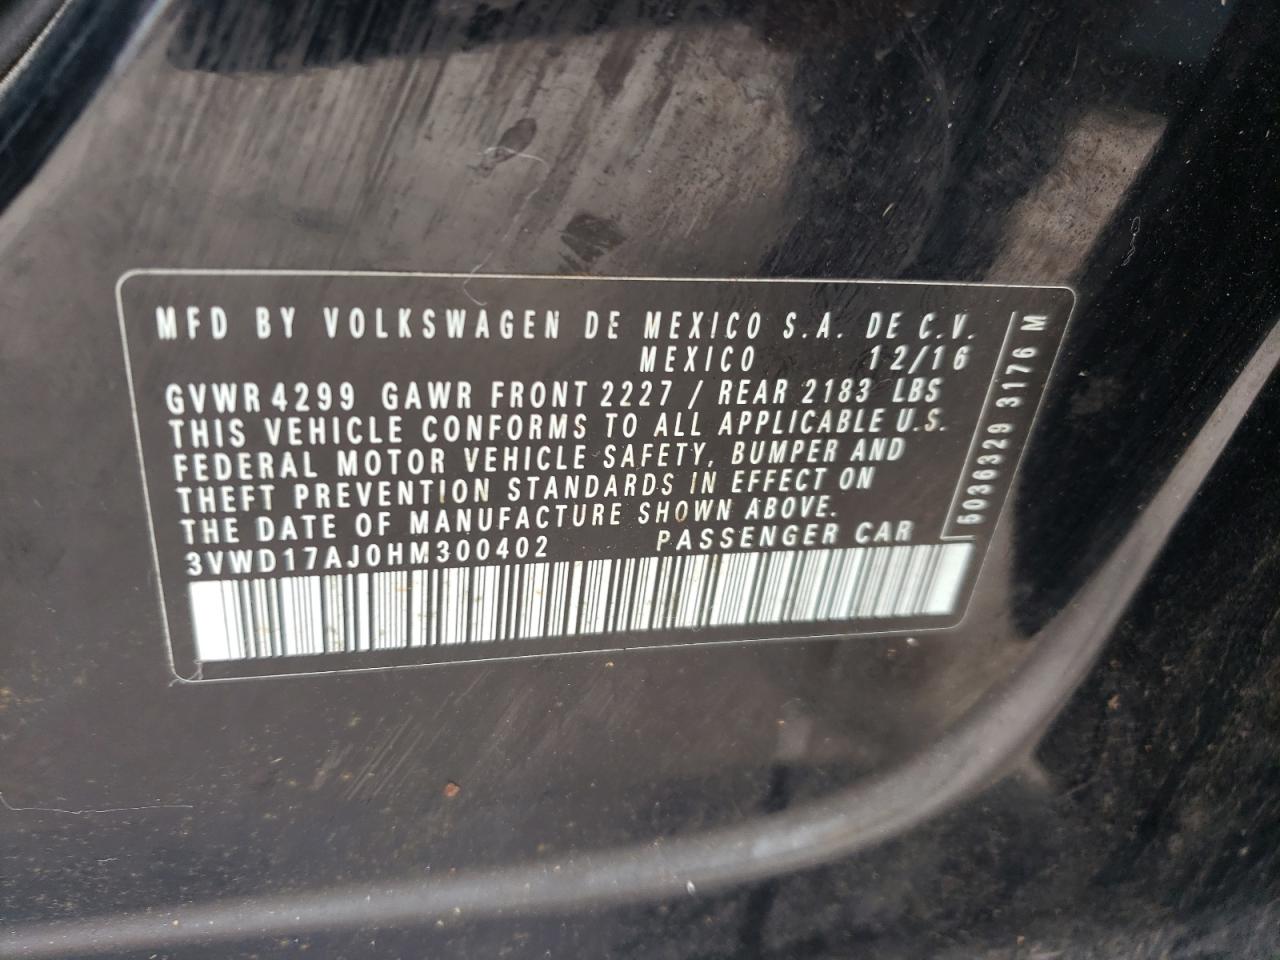 MFD BY VOLKSWAGEN DE MEXICO S.A. DE C.V.
MEXICO 12/16
GVWR 4299 GAWR FRONT 2227 / REAR 2183 LBS
THIS VEHICLE CONFORMS TO ALL APPLICABLE U.S.
FEDERAL MOTOR VEHICLE SAFETY, BUMPER AND
THEFT PREVENTION STANDARDS IN EFFECT ON
THE DATE OF MANUFACTURE SHOWN ABOVE.
3VWD17AJ0HM300402 PASSENGER CAR
5036329 3176 M